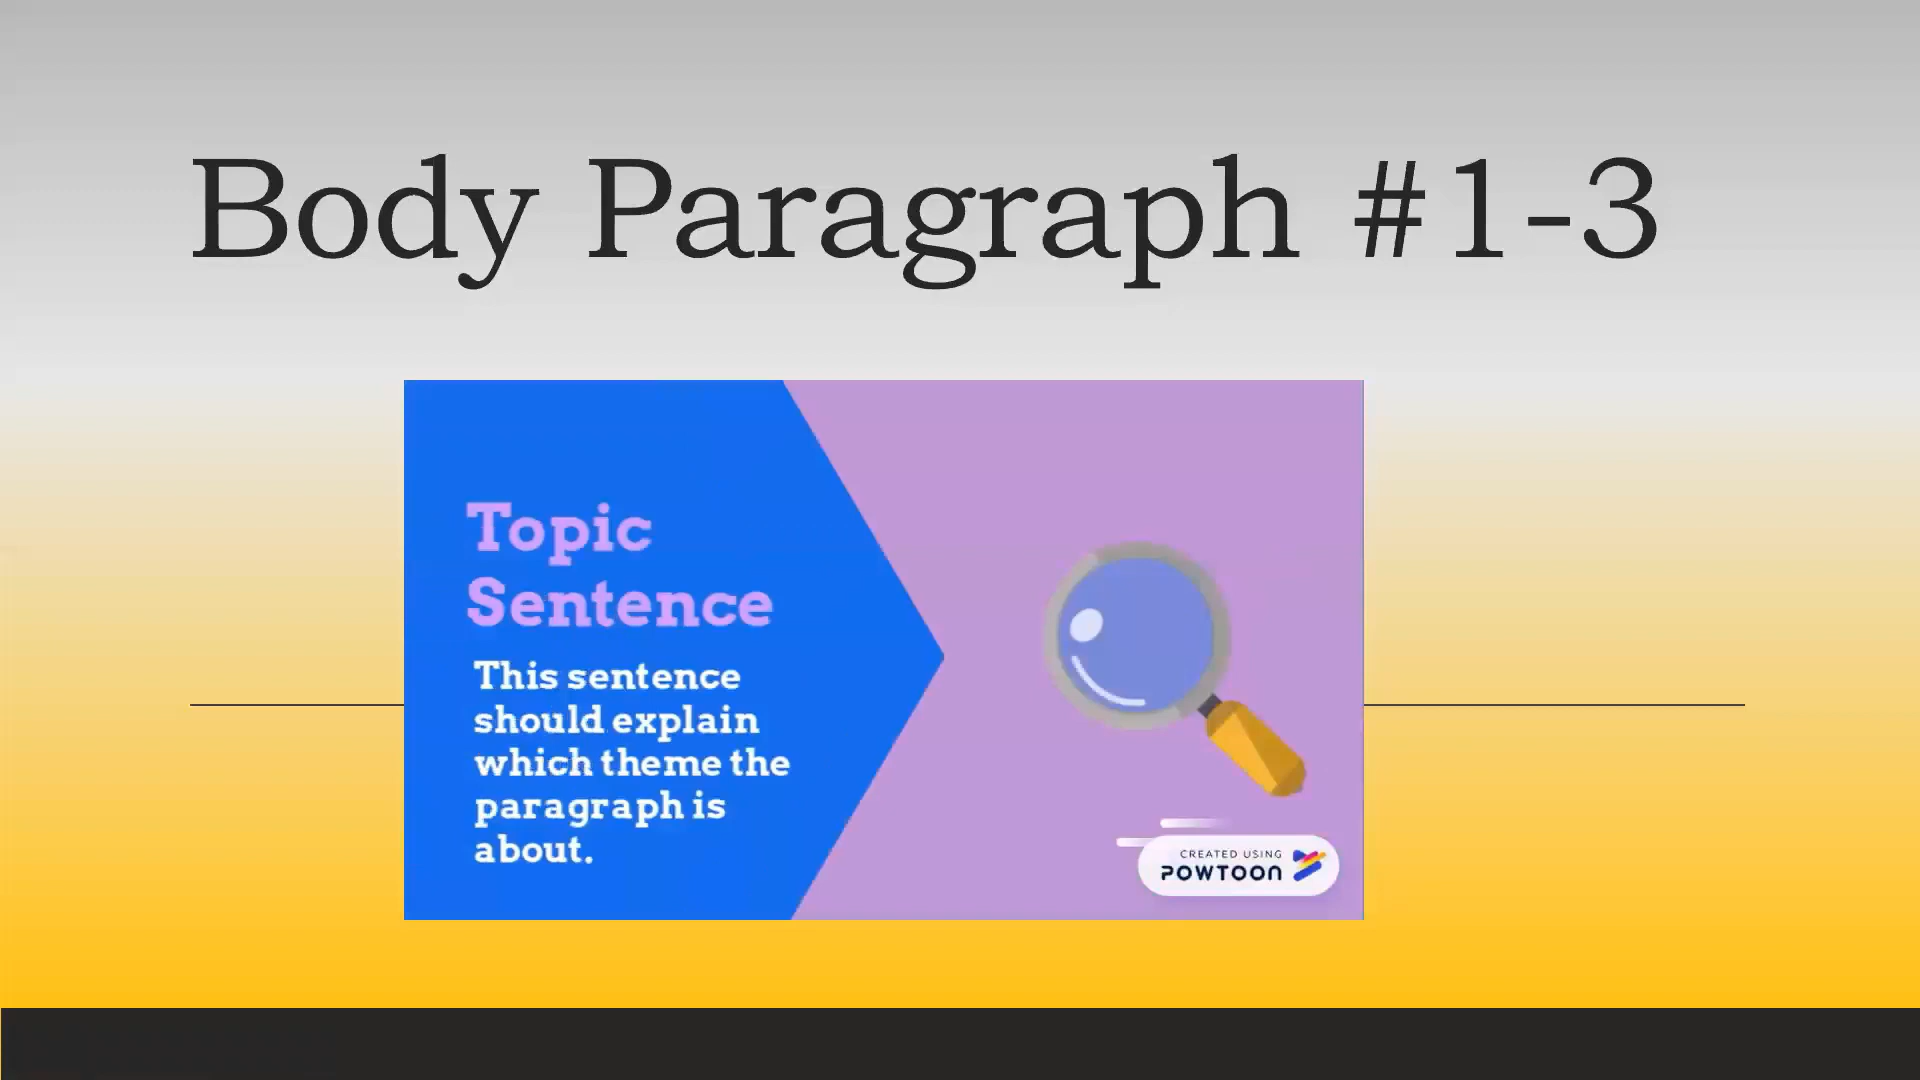 Body Paragraph #1-3
Topic
Sentence
This sentence
should explain
which theme the
paragraph is
about.
CREATED USING
POWTOON